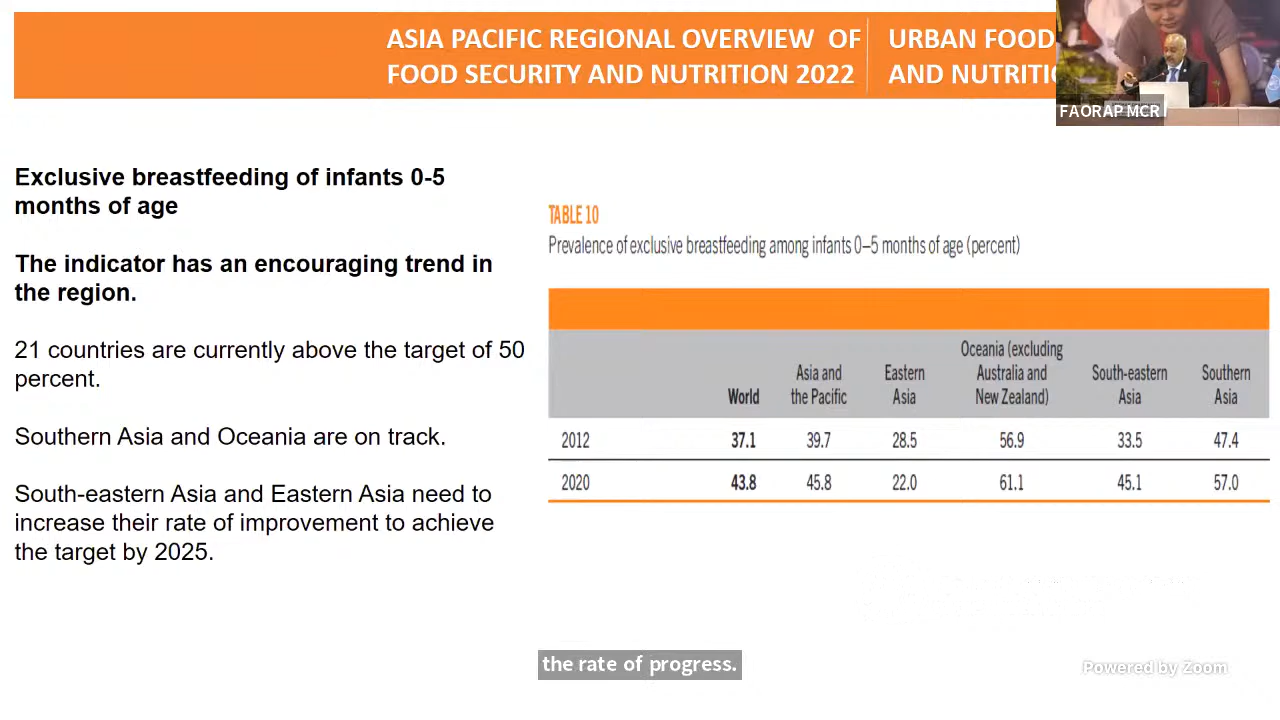 ASIA PACIFIC REGIONAL OVERVIEW OF
FOOD SECURITY AND NUTRITION 2022
URBAN FOOD
AND NUTRITI
FAORAP MCR
Exclusive breastfeeding of infants 0-5
months of age
The indicator has an encouraging trend in
the region.
21 countries are currently above the target of 50
percent.
Southern Asia and Oceania are on track.
South-eastern Asia and Eastern Asia need to
increase their rate of improvement to achieve
the target by 2025.
TABLE 10
Prevalence of exclusive breastfeeding among infants 0–5 months of age (percent)
World
Asia and
the Pacific
Eastern
Asia
Oceania (excluding
Australia and
New Zealand)
South-eastern
Asia
Southern
Asia
2012 37.1 39.7 28.5 56.9 33.5 47.4
2020 43.8 45.8 22.0 61.1 45.1 57.0
the rate of progress.
Powered by Zoom